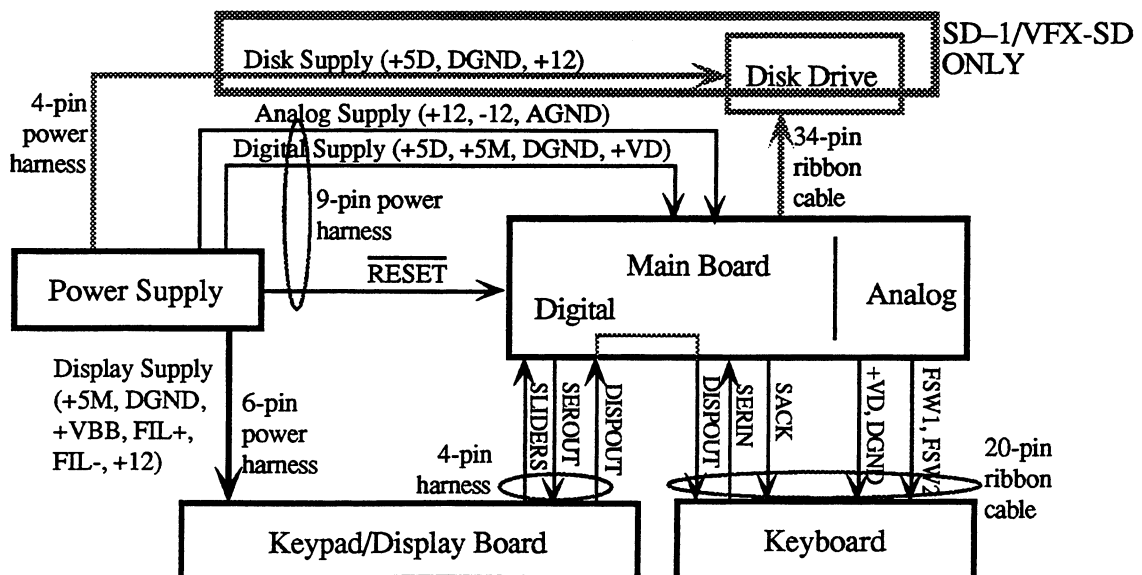 SD–1/VFX-SD
ONLY
Disk Supply (+5D, DGND, +12)
Disk Drive
4-pin
power
harness
Analog Supply (+12, -12, AGND)
Digital Supply (+5D, +5M, DGND, +VD)
34-pin
ribbon
cable
9-pin power
harness
Main Board
RESET
Power Supply
Digital
Analog
Display Supply
(+5M, DGND,
+VBB, FIL+,
FIL-, +12)
6-pin
power
harness
SLIDERS
SEROUT
DISPOUT
DISPOUT
SERIN
SACK
+VD, DGND
FSW1, FSW2
4-pin
harness
20-pin
ribbon
cable
Keypad/Display Board
Keyboard